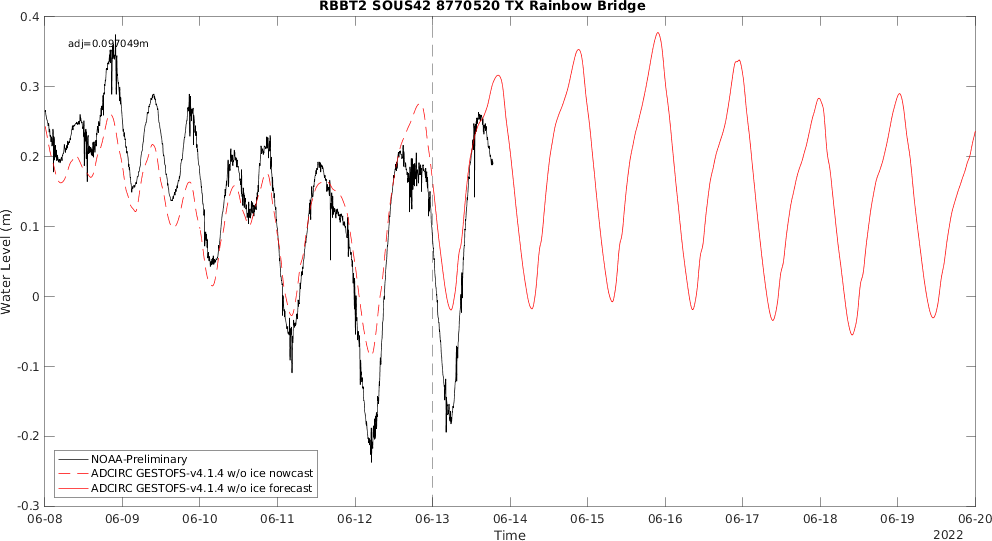 RBBT2 SOUS42 8770520 TX Rainbow Bridge
adj=0.097049m
0.4
0.3
0.2
0.1
0
-0.1
-0.2
-0.3
Water Level (m)
NOAA-Preliminary
ADCIRC GESTOFS-v4.1.4 w/o ice nowcast
ADCIRC GESTOFS-v4.1.4 w/o ice forecast
06-08 06-09 06-10 06-11 06-12 06-13 06-14 06-15 06-16 06-17 06-18 06-19 06-20
Time
2022